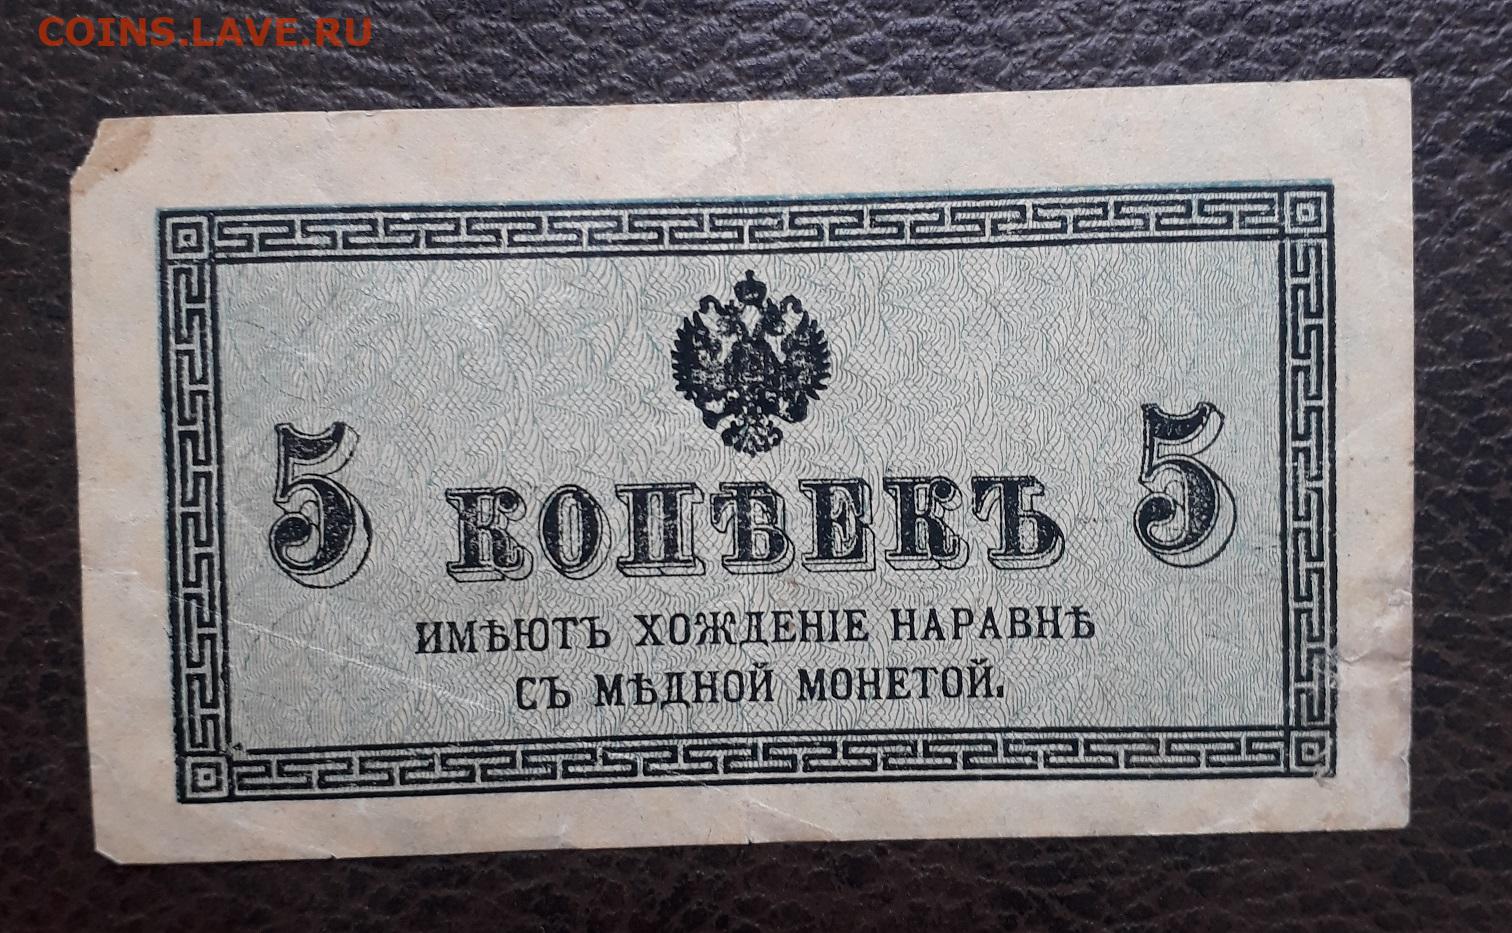 COINS.LAVE.RU
5 КОПѢЕКЪ 5
ИМѢЮТЪ ХОЖДЕНІЕ НАРАВНѢ
СЪ МѢДНОЙ МОНЕТОЙ.